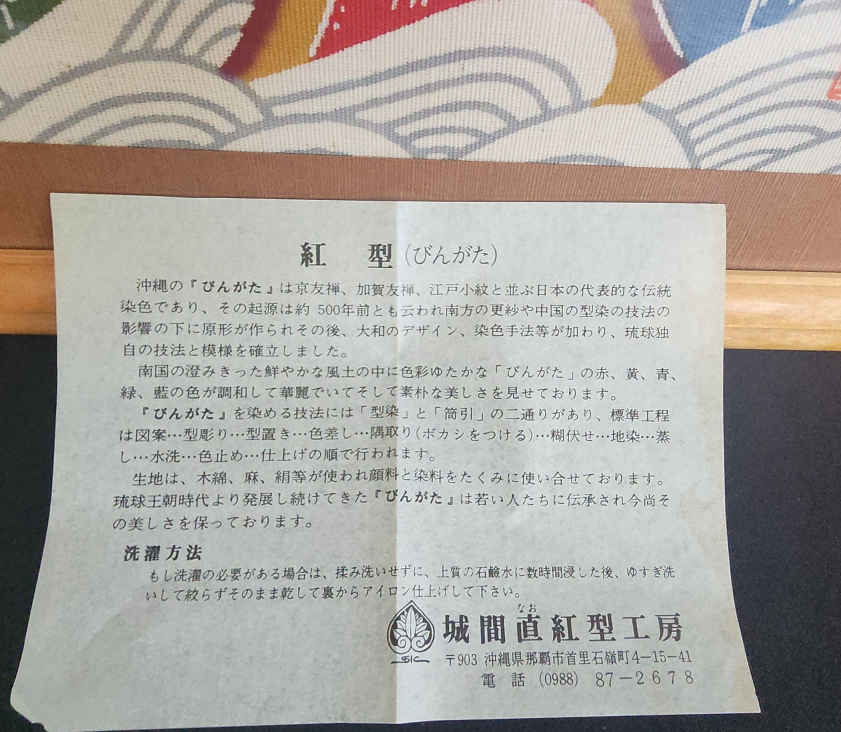 紅　型(びんがた)
沖縄の『びんがた』は京友禅、加賀友禅、江戸小紋と並ぶ日本の代表的な伝統
染色であり、その起源は約 500年前とも云われ南方の更紗や中国の型染の技法の
影響の下に原形が作られその後、大和のデザイン、染色手法等が加わり、琉球独
自の技法と模様を確立しました。
南国の澄みきった鮮やかな風土の中に色彩ゆたかな「びんがた」の赤、黄、青、
緑、藍の色が調和して華麗でいてそして素朴な美しさを見せております。
『びんがた』を染める技法には「型染」と「筒引」の二通りがあり、標準工程
は図案…型彫り…型置き…色差し…隅取り(ボカシをつける)…糊伏せ…地染…蒸
し…水洗…色止め…仕上げの順で行われます。
生地は、木綿、麻、絹等が使われ顔料と染料をたくみに使い合せております。
琉球王朝時代より発展し続けてきた『びんがた』は若い人たちに伝承され今尚そ
の美しさを保っております。
洗濯方法
もし洗濯の必要がある場合は、揉み洗いせずに、上質の石鹼水に数時間浸した後、ゆすぎ洗
いして絞らずそのまま乾して裏からアイロン仕上げして下さい。
なお
城間直紅型工房
〒903 沖縄県那覇市首里石嶺町4-15-41
電　話 (0988) 87-2678